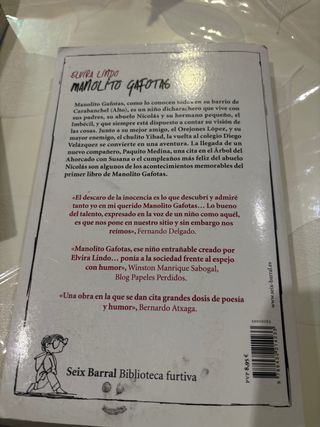 ELVIRA LINDO
MANOLITO GAFOTAS
Manolito Gafotas, como lo conocen todos en su barrio de
Carabanchel (Alto), es un niño dicharachero que vive con
sus padres, su abuelo Nicolás y su hermano pequeño, el
Imbécil, y que siempre está dispuesto a contar su visión de
las cosas. Junto a su mejor amigo, el Orejones López, y su
mayor enemigo, el chulito Yihad, la vuelta al colegio Diego
Velázquez se convierte en una aventura. La llegada de un
nuevo compañero, Paquito Medina, una cita en el Árbol del
Ahorcado con Susana o el cumpleaños más feliz del abuelo
Nicolás son algunos de los acontecimientos memorables del
primer libro de Manolito Gafotas.
«El descaro de la inocencia es lo que descubrí y admiré
tanto yo en mi querido Manolito Gafotas... Lo bueno
del talento, expresado en la voz de un niño como aquél,
es que nos pone en nuestro sitio y sin embargo nos
reímos», Fernando Delgado.
«Manolito Gafotas, ese niño entrañable creado por
Elvira Lindo... ponía a la sociedad frente al espejo
con humor», Winston Manrique Sabogal,
Blog Papeles Perdidos.
«Una obra en la que se dan cita grandes dosis de poesía
y humor», Bernardo Atxaga.
Seix Barral Biblioteca furtiva
www.seix-barral.es
PVP 8,95 €